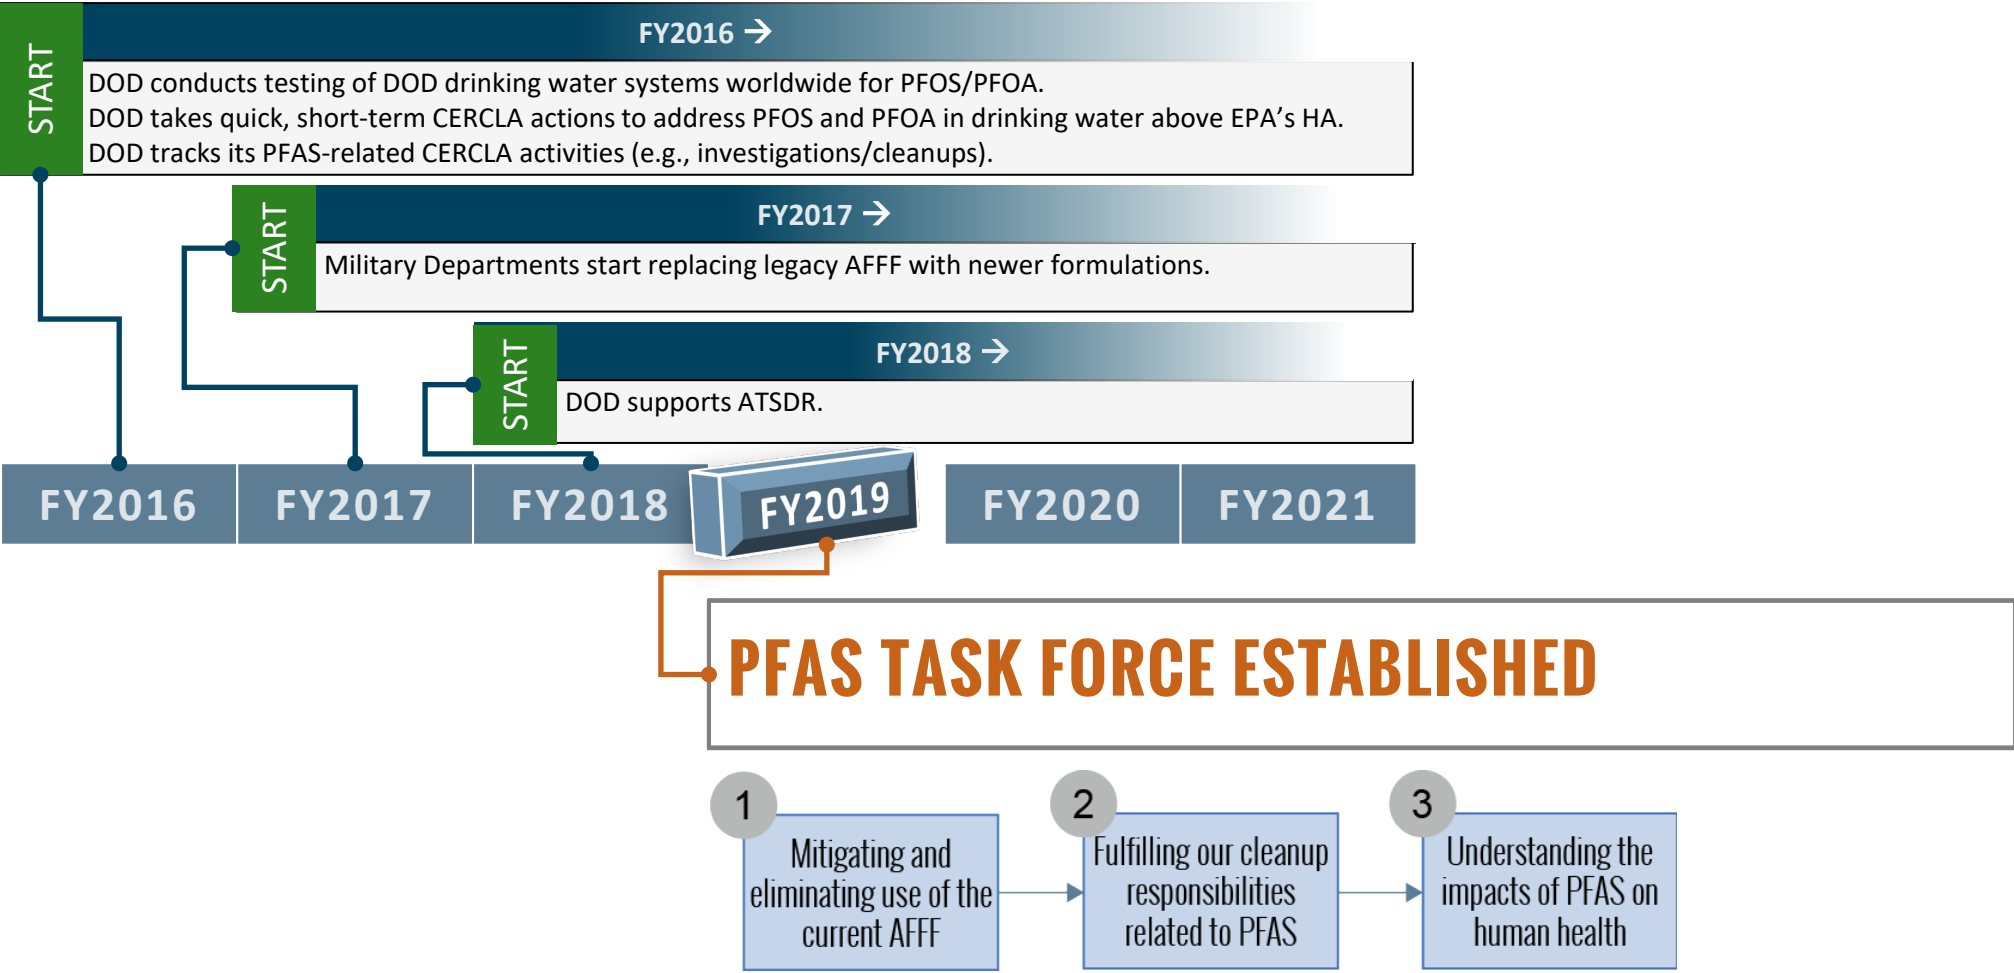 START
FY2016 →
DOD conducts testing of DOD drinking water systems worldwide for PFOS/PFOA.
DOD takes quick, short-term CERCLA actions to address PFOS and PFOA in drinking water above EPA’s HA.
DOD tracks its PFAS-related CERCLA activities (e.g., investigations/cleanups).
START
FY2017 →
Military Departments start replacing legacy AFFF with newer formulations.
START
FY2018 →
DOD supports ATSDR.
FY2016
FY2017
FY2018
FY2019
FY2020
FY2021
PFAS TASK FORCE ESTABLISHED
1
Mitigating and
eliminating use of the
current AFFF
2
Fulfilling our cleanup
responsibilities
related to PFAS
3
Understanding the
impacts of PFAS on
human health